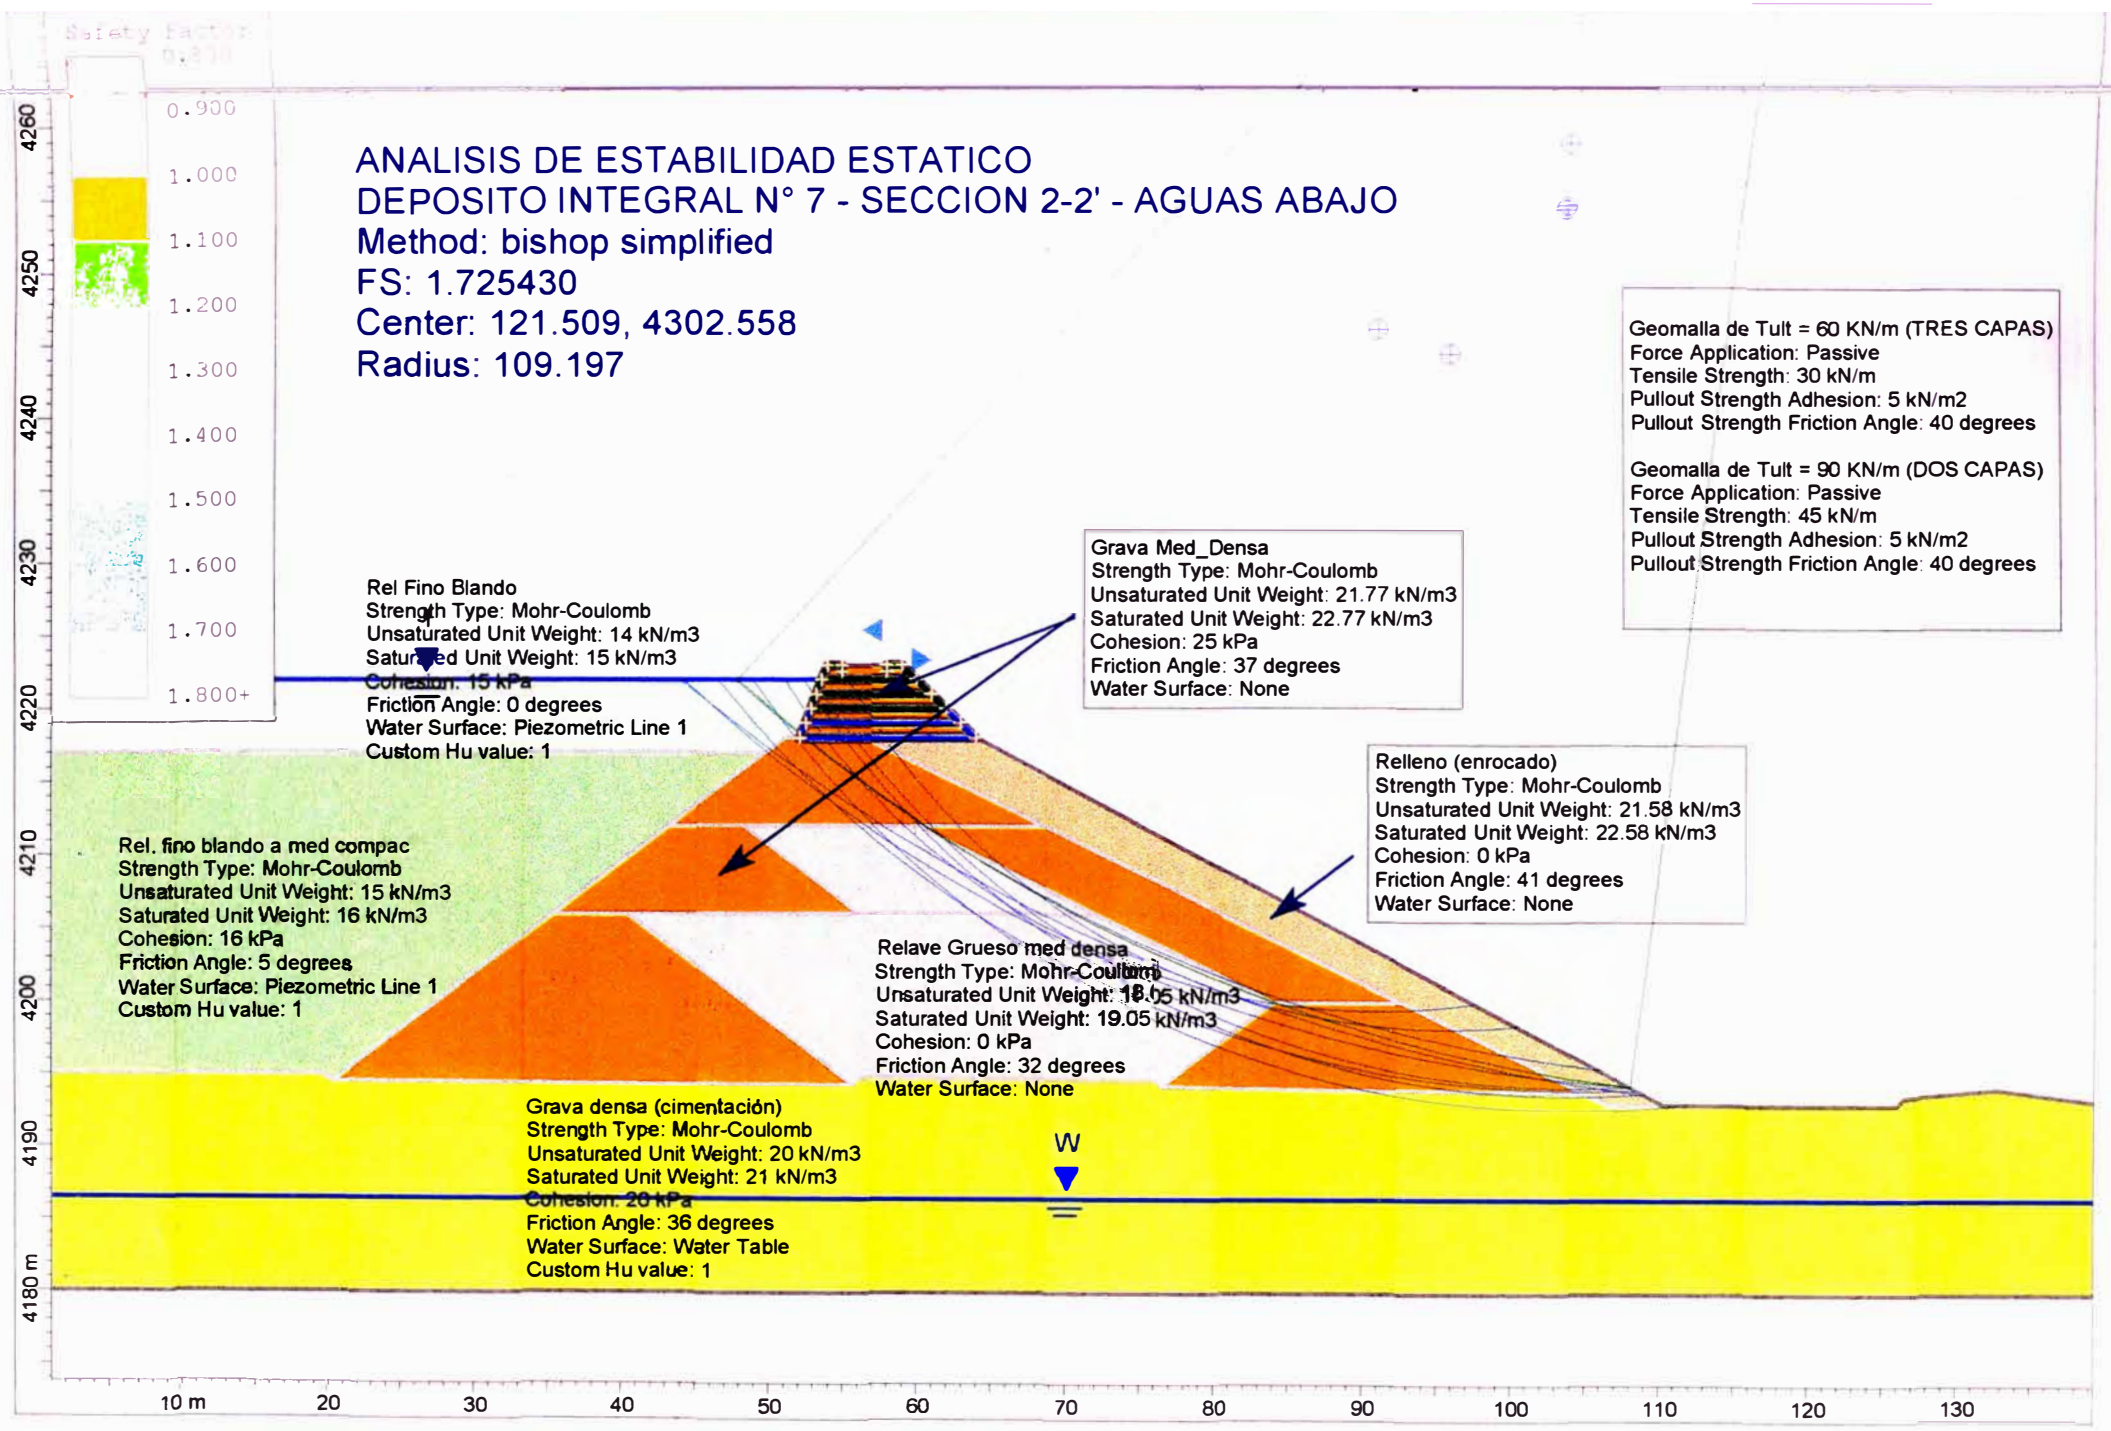 Safety Factor
0.800
0.900
1.000
1.100
1.200
1.300
1.400
1.500
1.600
1.700
1.800+
ANALISIS DE ESTABILIDAD ESTATICO
DEPOSITO INTEGRAL N° 7 - SECCION 2-2' - AGUAS ABAJO
Method: bishop simplified
FS: 1.725430
Center: 121.509, 4302.558
Radius: 109.197
Geomalla de Tult = 60 KN/m (TRES CAPAS)
Force Application: Passive
Tensile Strength: 30 kN/m
Pullout Strength Adhesion: 5 kN/m2
Pullout Strength Friction Angle: 40 degrees
Geomalla de Tult = 90 KN/m (DOS CAPAS)
Force Application: Passive
Tensile Strength: 45 kN/m
Pullout Strength Adhesion: 5 kN/m2
Pullout Strength Friction Angle: 40 degrees
Grava Med_Densa
Strength Type: Mohr-Coulomb
Unsaturated Unit Weight: 21.77 kN/m3
Saturated Unit Weight: 22.77 kN/m3
Cohesion: 25 kPa
Friction Angle: 37 degrees
Water Surface: None
Rel Fino Blando
Strength Type: Mohr-Coulomb
Unsaturated Unit Weight: 14 kN/m3
Saturated Unit Weight: 15 kN/m3
Cohesion: 15 kPa
Friction Angle: 0 degrees
Water Surface: Piezometric Line 1
Custom Hu value: 1
Relleno (enrocado)
Strength Type: Mohr-Coulomb
Unsaturated Unit Weight: 21.58 kN/m3
Saturated Unit Weight: 22.58 kN/m3
Cohesion: 0 kPa
Friction Angle: 41 degrees
Water Surface: None
Rel. fino blando a med compac
Strength Type: Mohr-Coulomb
Unsaturated Unit Weight: 15 kN/m3
Saturated Unit Weight: 16 kN/m3
Cohesion: 16 kPa
Friction Angle: 5 degrees
Water Surface: Piezometric Line 1
Custom Hu value: 1
Relave Grueso med densa
Strength Type: Mohr-Coulomb
Unsaturated Unit Weight: kN/m3
Saturated Unit Weight: 19.05 kN/m3
Cohesion: 0 kPa
Friction Angle: 32 degrees
Water Surface: None
Grava densa (cimentación)
Strength Type: Mohr-Coulomb
Unsaturated Unit Weight: 20 kN/m3
Saturated Unit Weight: 21 kN/m3
Cohesion: 20 kPa
Friction Angle: 36 degrees
Water Surface: Water Table
Custom Hu value: 1
W
4260
4250
4240
4230
4220
4210
4200
4190
4180 m
10 m
20
30
40
50
60
70
80
90
100
110
120
130